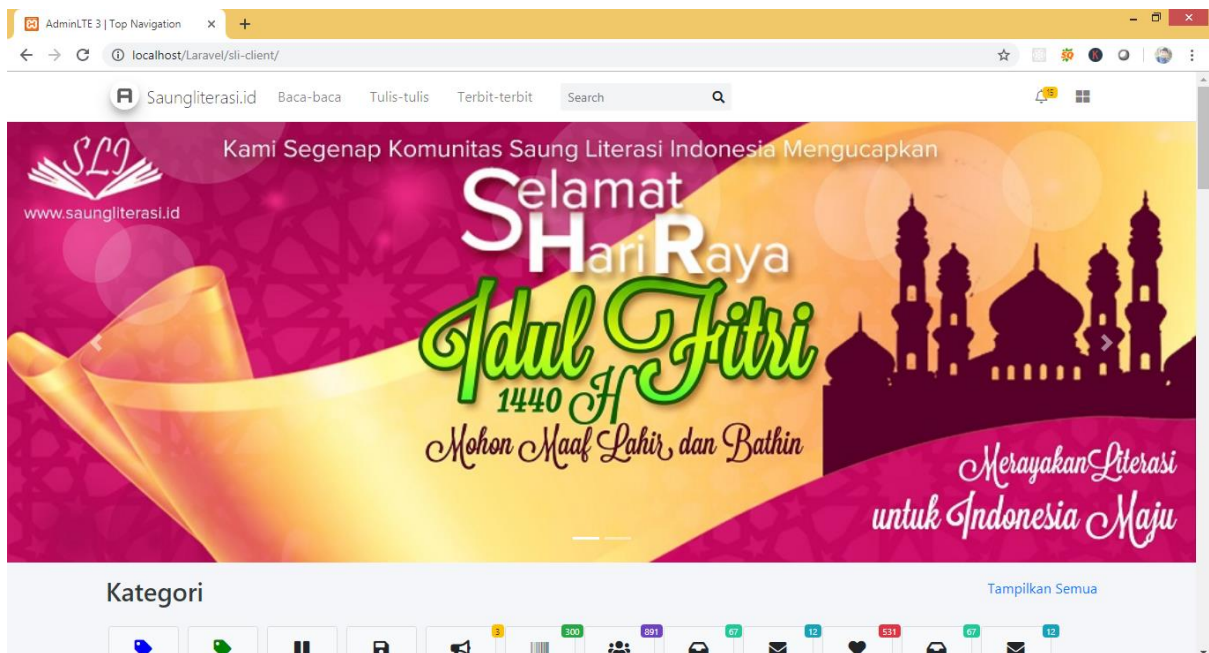 AdminLTE 3 | Top Navigation
localhost/Laravel/sli-client/
Saungliterasi.id Baca-baca Tulis-tulis Terbit-terbit Search 15
SLI
www.saungliterasi.id
Kami Segenap Komunitas Saung Literasi Indonesia Mengucapkan
Selamat
Hari Raya
Idul Fitri
1440 H
Mohon Maaf Lahir dan Bathin
Merayakan Literasi
untuk Indonesia Maju
Kategori Tampilkan Semua
3 300 891 67 12 531 67 12